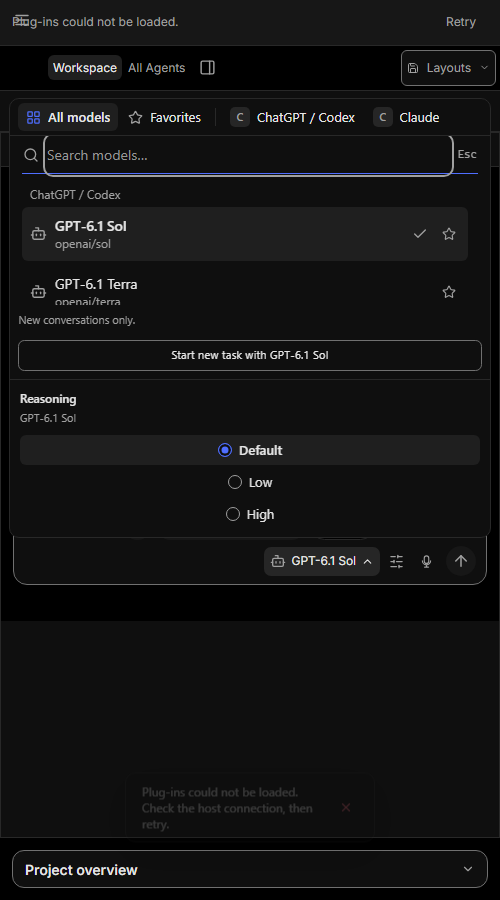 Plug-ins could not be loaded.
Retry
Workspace
All Agents
Layouts
All models
Favorites
C ChatGPT / Codex
C Claude
Search models...
Esc
ChatGPT / Codex
GPT-6.1 Sol
openai/sol
GPT-6.1 Terra
openai/terra
New conversations only.
Start new task with GPT-6.1 Sol
Reasoning
GPT-6.1 Sol
Default
Low
High
GPT-6.1 Sol
Plug-ins could not be loaded.
Check the host connection, then
retry.
Project overview